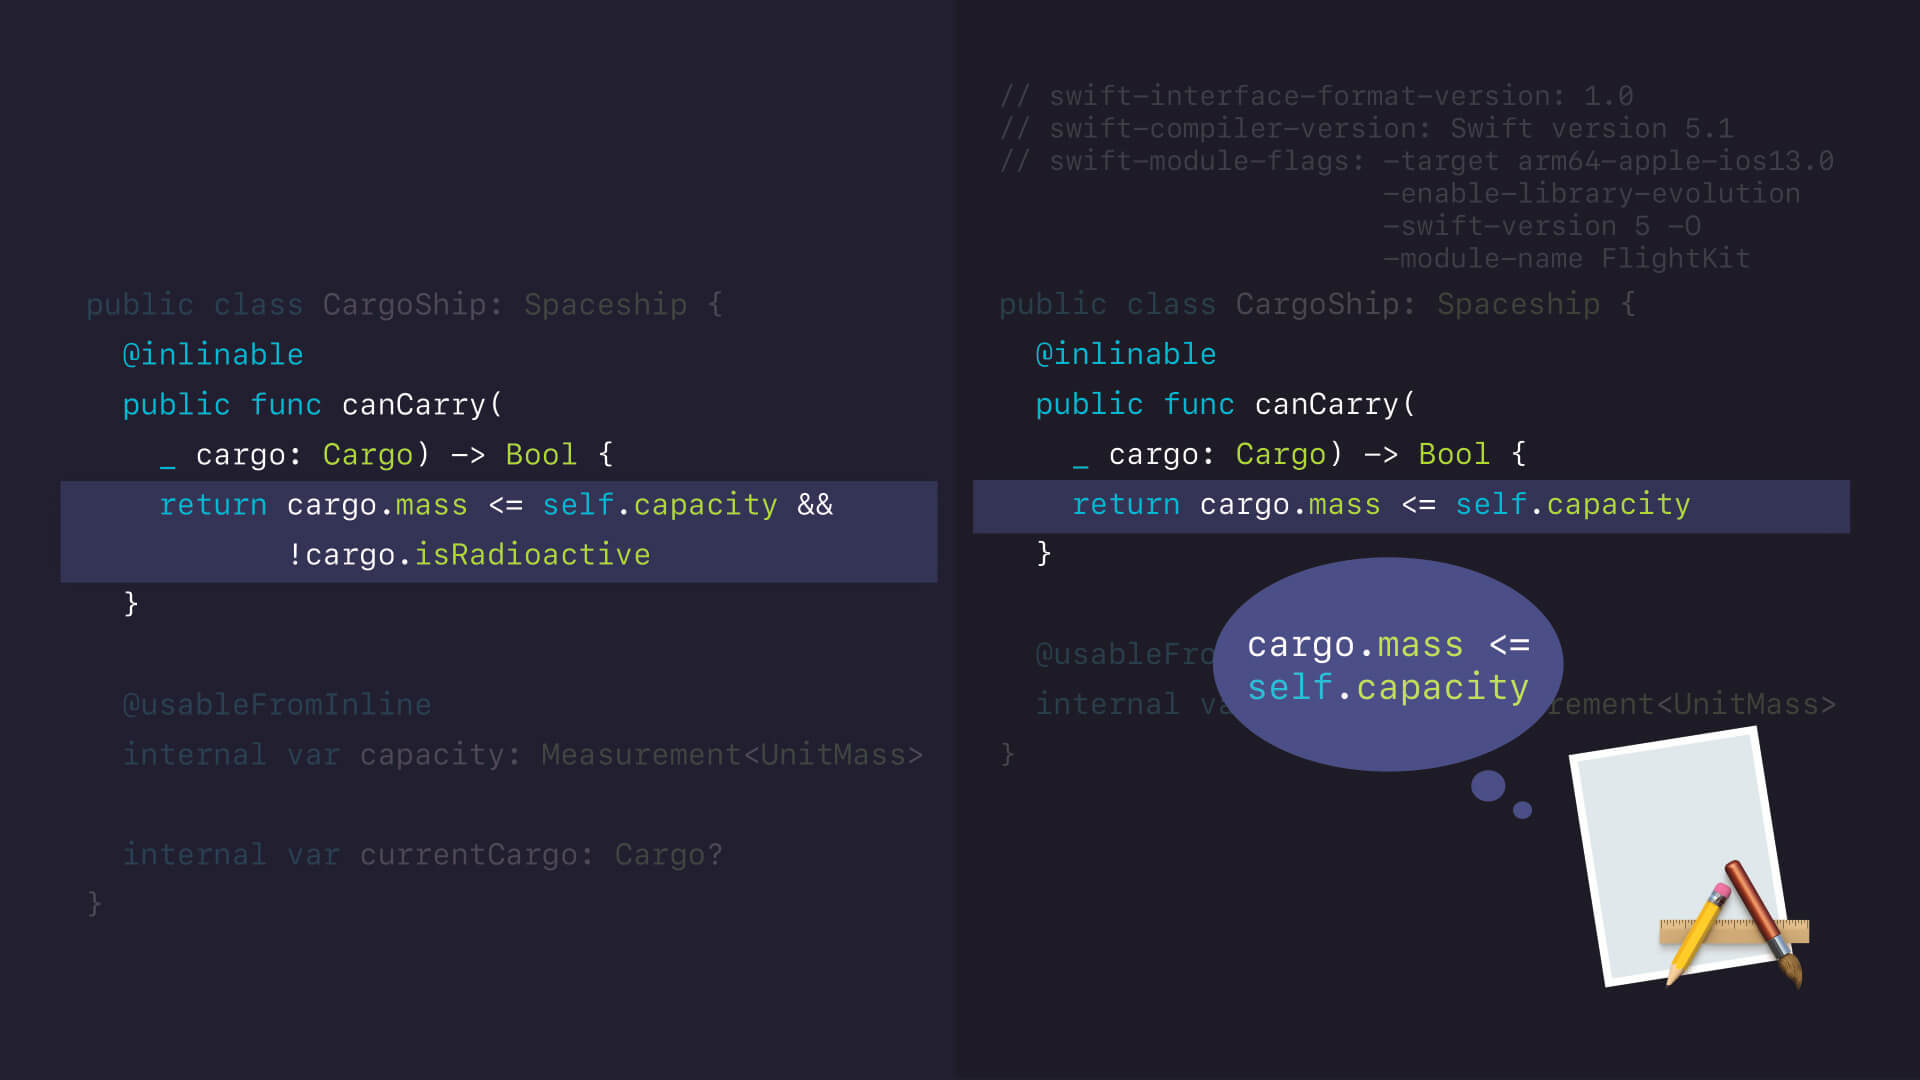 public class CargoShip: Spaceship {
@inlinable
public func canCarry(
_ cargo: Cargo) -> Bool {
return cargo.mass <= self.capacity &&
!cargo.isRadioactive
}
@usableFromInline
internal var capacity: Measurement<UnitMass>
internal var currentCargo: Cargo?
}
// swift-interface-format-version: 1.0
// swift-compiler-version: Swift version 5.1
// swift-module-flags: -target arm64-apple-ios13.0
-enable-library-evolution
-swift-version 5 -O
-module-name FlightKit
public class CargoShip: Spaceship {
@inlinable
public func canCarry(
_ cargo: Cargo) -> Bool {
return cargo.mass <= self.capacity
}
@usableFro
internal va rement<UnitMass>
}
cargo.mass <=
self.capacity